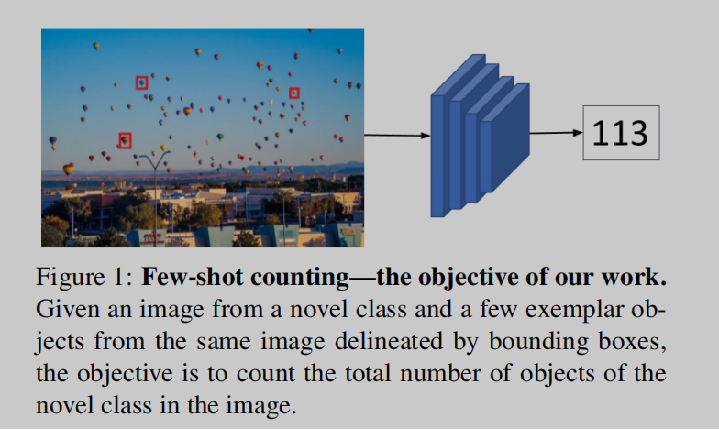 113
Figure 1: Few-shot counting—the objective of our work.
Given an image from a novel class and a few exemplar ob-
jects from the same image delineated by bounding boxes,
the objective is to count the total number of objects of the
novel class in the image.